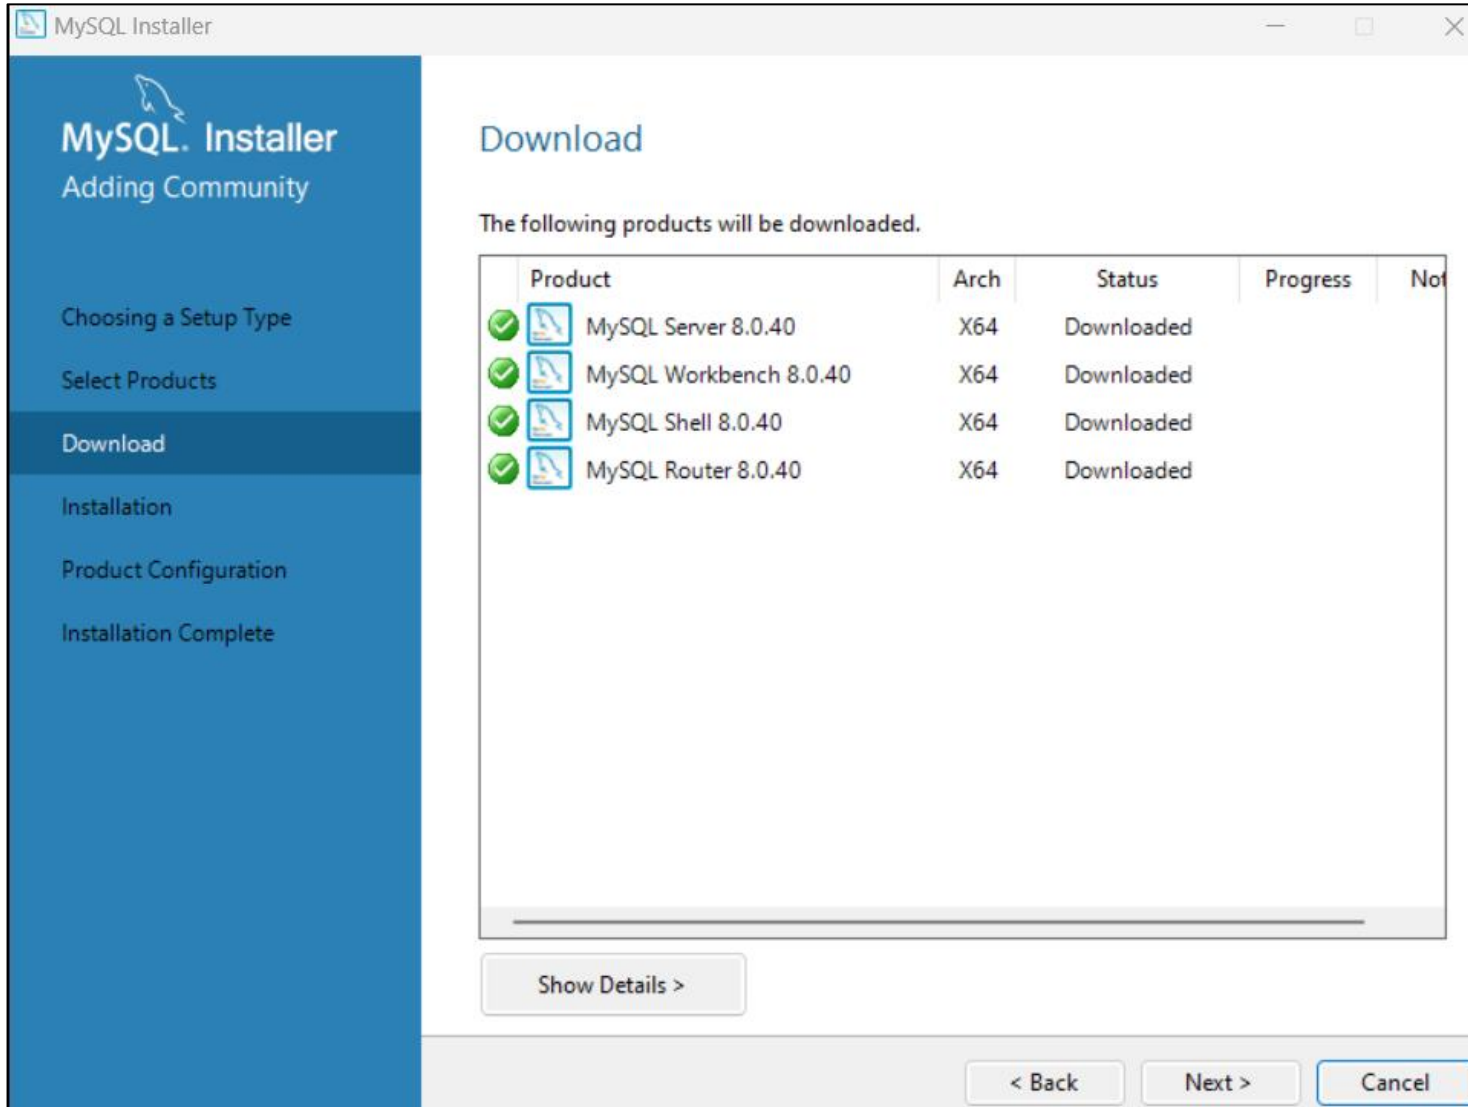 MySQL Installer
MySQL. Installer
Adding Community
Choosing a Setup Type
Select Products
Download
Installation
Product Configuration
Installation Complete
Download
The following products will be downloaded.
Product Arch Status Progress Not
MySQL Server 8.0.40 X64 Downloaded
MySQL Workbench 8.0.40 X64 Downloaded
MySQL Shell 8.0.40 X64 Downloaded
MySQL Router 8.0.40 X64 Downloaded
Show Details >
< Back Next > Cancel